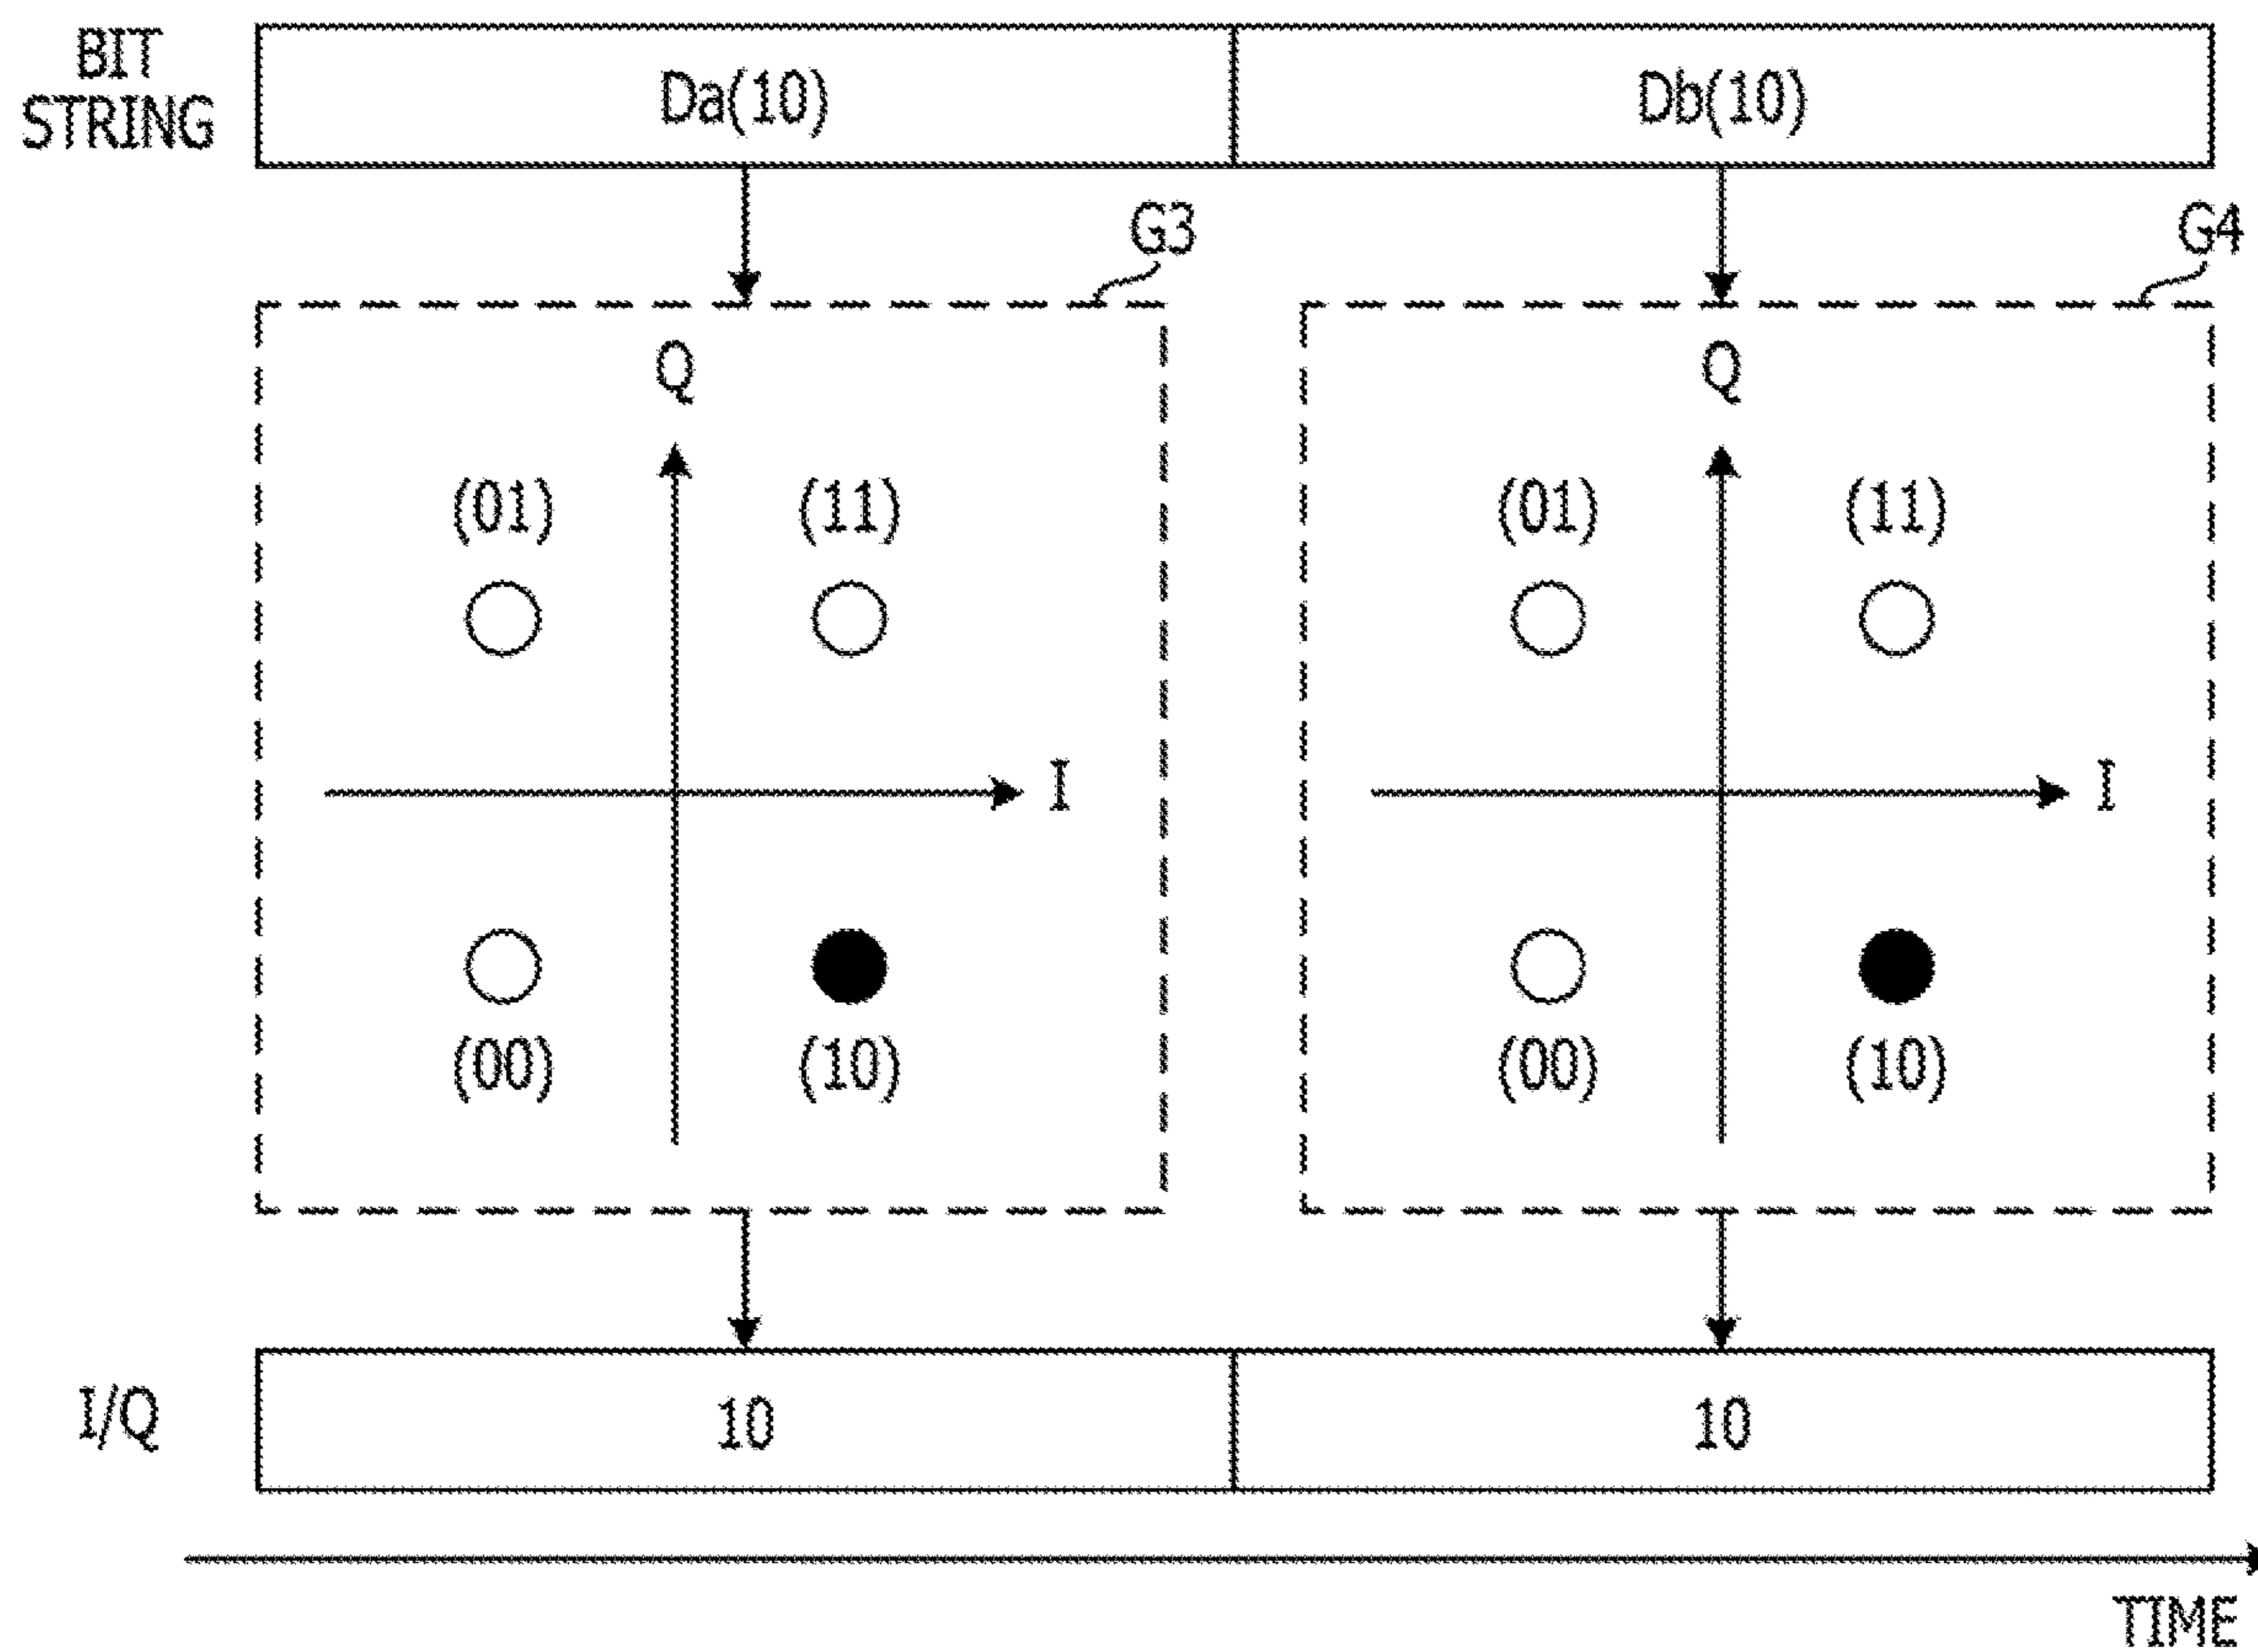 BIT
STRING
Da(10)
Db(10)
G3
G4
Q
Q
(01)
(11)
(01)
(11)
I
I
(00)
(10)
(00)
(10)
I/Q
10
10
TIME